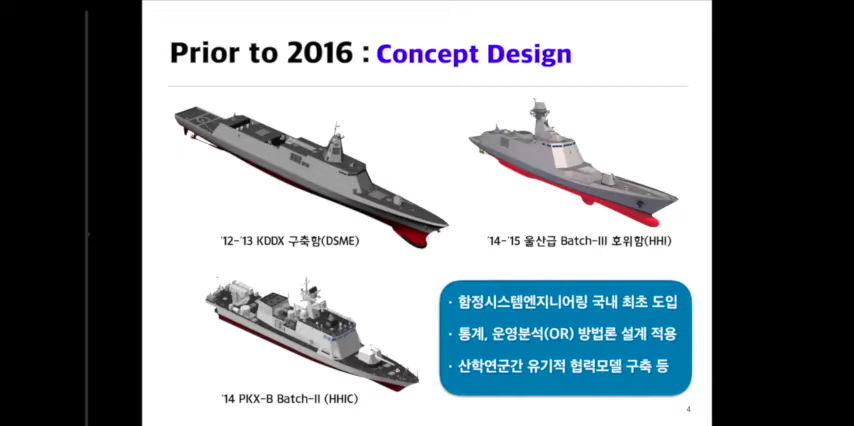 Prior to 2016 : Concept Design
'12-'13 KDDX 구축함(DSME)
'14-'15 울산급 Batch-III 호위함(HHI)
'14 PKX-B Batch-II (HHIC)
· 함정시스템엔지니어링 국내 최초 도입
· 통계, 운영분석(OR) 방법론 설계 적용
· 산학연군간 유기적 협력모델 구축 등
4